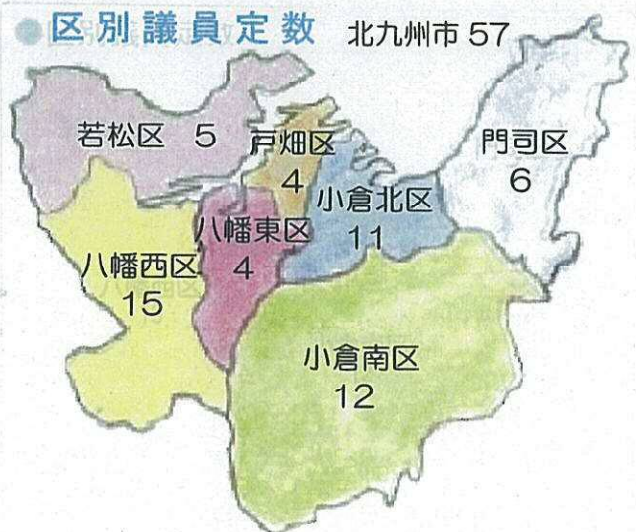 ●区別議員定数 北九州市 57
若松区 5
戸畑区
4
門司区
6
小倉北区
11
八幡東区
4
八幡西区
15
小倉南区
12